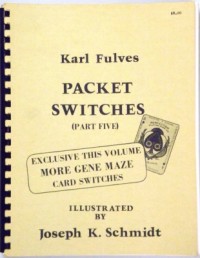 Karl Fulves
PACKET
SWITCHES
(PART FIVE)
EXCLUSIVE THIS VOLUME
MORE GENE MAZE
CARD SWITCHES
ILLUSTRATED
BY
Joseph K. Schmidt